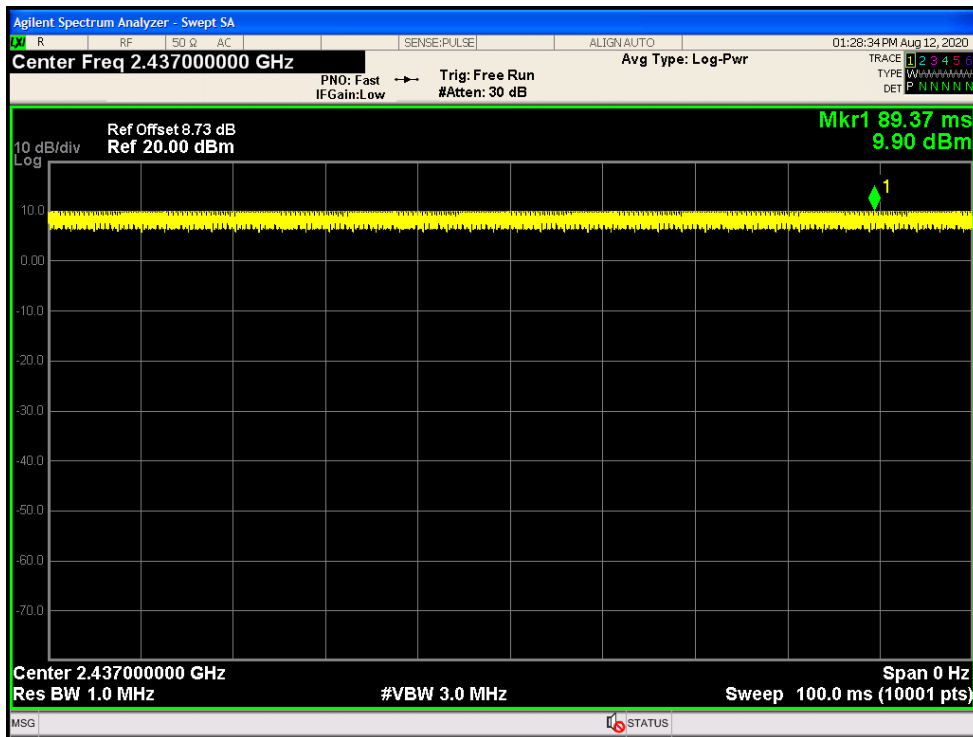 Agilent Spectrum Analyzer - Swept SA
LXI R RF 50 Ω AC SENSE:PULSE ALIGN AUTO 01:28:34 PM Aug 12, 2020
Center Freq 2.437000000 GHz Avg Type: Log-Pwr TRACE 1 2 3 4 5 6
PNO: Fast Trig: Free Run TYPE W
IFGain:Low #Atten: 30 dB DET P N N N N N
Mkr1 89.37 ms
Ref Offset 8.73 dB
10 dB/div Ref 20.00 dBm 9.90 dBm
Log
1
10.0
0.00
-10.0
-20.0
-30.0
-40.0
-50.0
-60.0
-70.0
Center 2.437000000 GHz Span 0 Hz
Res BW 1.0 MHz #VBW 3.0 MHz Sweep 100.0 ms (10001 pts)
MSG STATUS